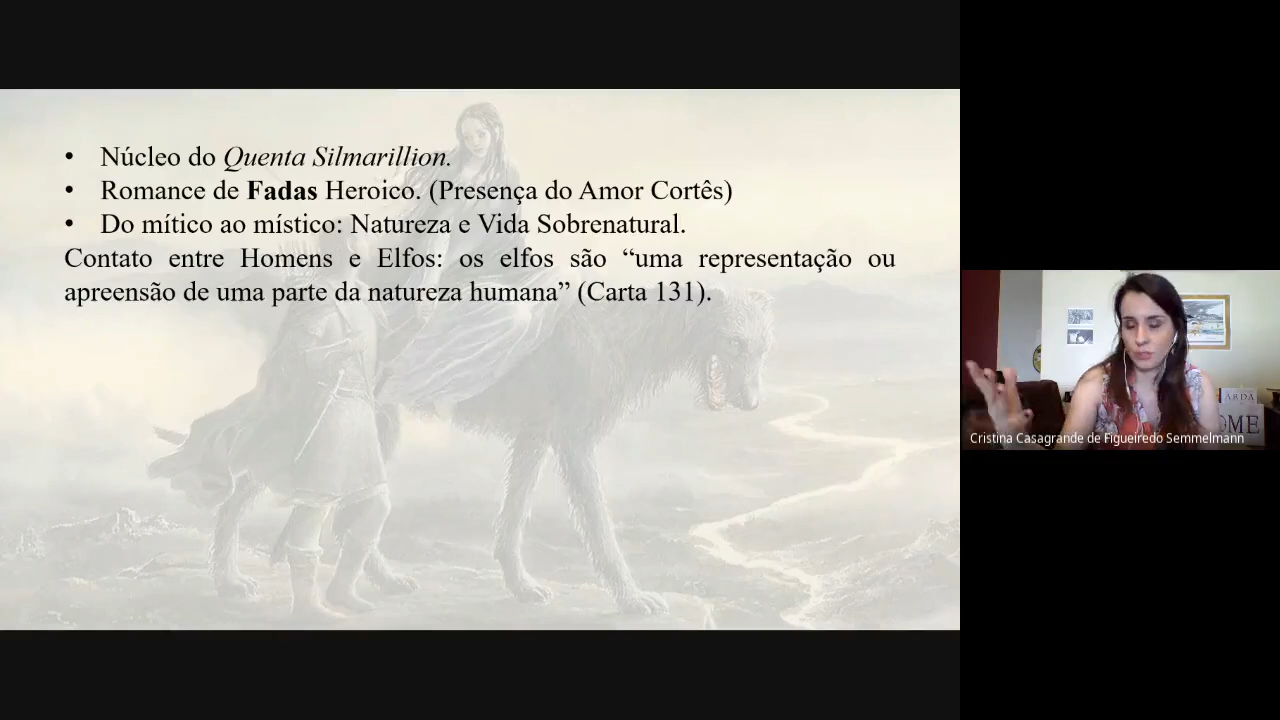 • Núcleo do Quenta Silmarillion.
• Romance de Fadas Heroico. (Presença do Amor Cortês)
• Do mítico ao místico: Natureza e Vida Sobrenatural.
Contato entre Homens e Elfos: os elfos são “uma representação ou
apreensão de uma parte da natureza humana” (Carta 131).
ARDA
OME
Cristina Casagrande de Figueiredo Semmelmann